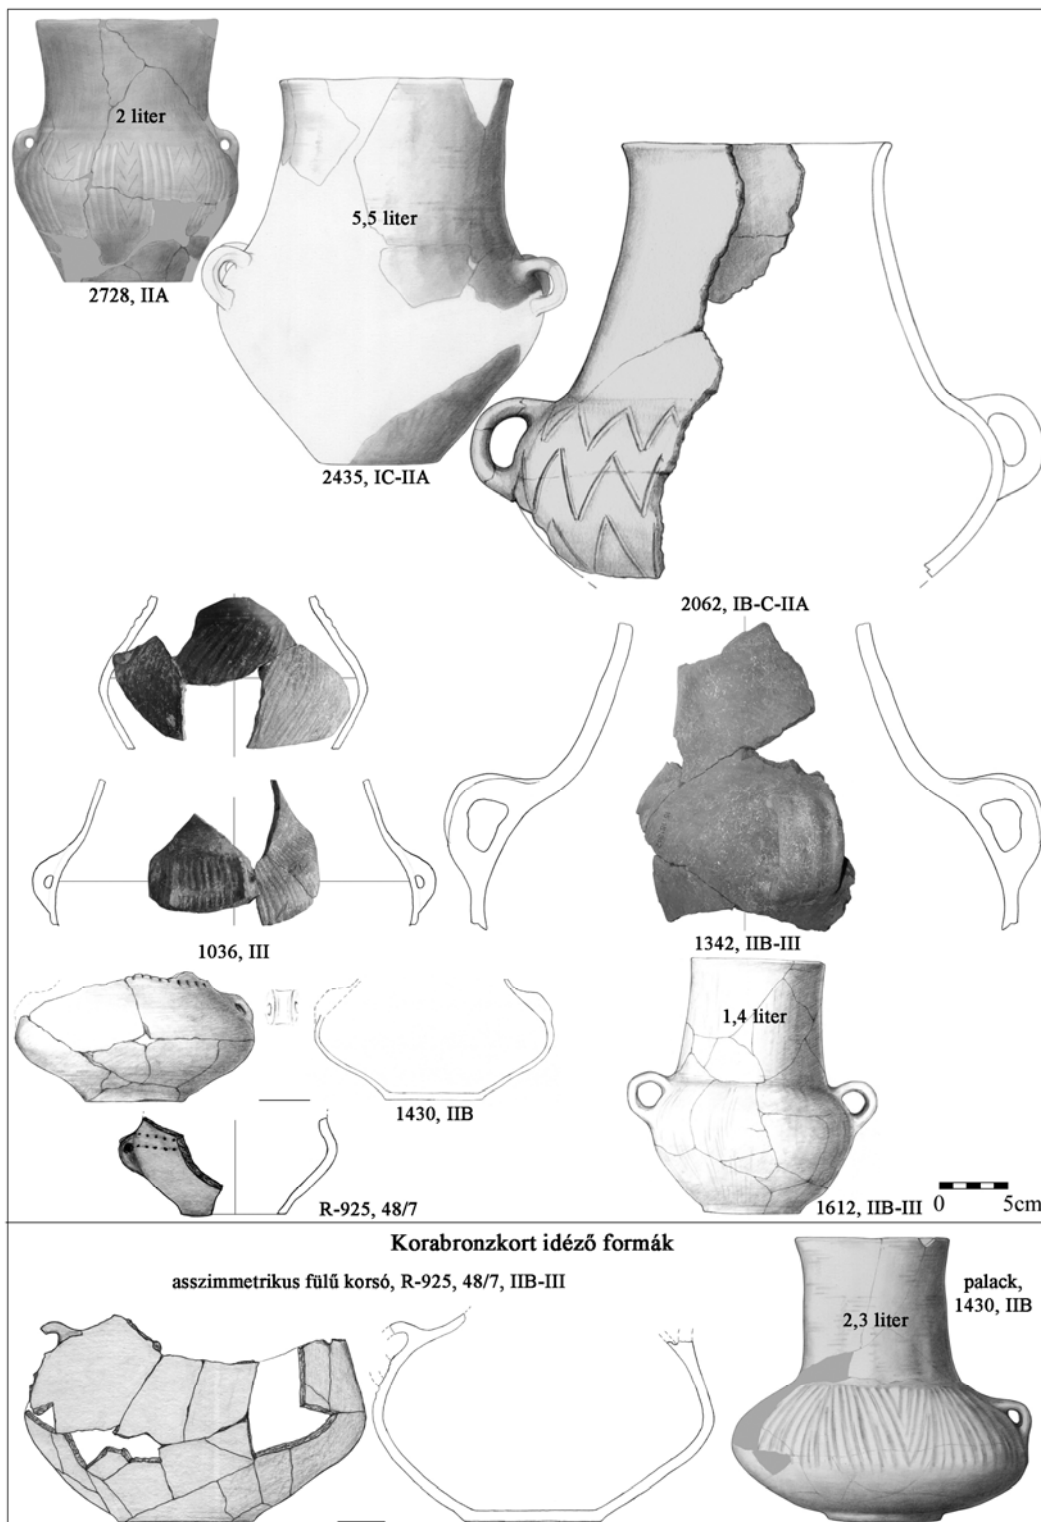 2 liter
2728, IIA
5,5 liter
2435, IC-IIA
2062, IB-C-IIA
1036, III
1342, IIB-III
1430, IIB
R-925, 48/7
1,4 liter
1612, IIB-III
0 5cm
Korabronzkort idéző formák
asszimmetrikus fülű korsó, R-925, 48/7, IIB-III
palack,
1430, IIB
2,3 liter